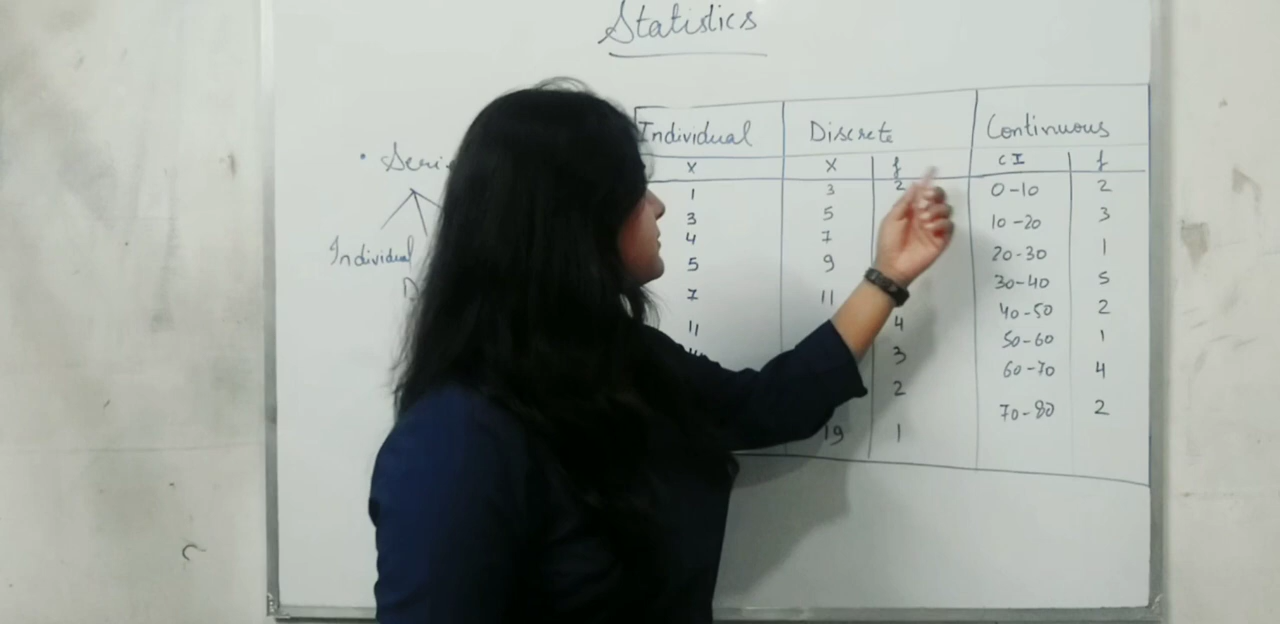 Statistics
Individual Discrete Continuous
• Seri
X X f CI f
1 3 2 0-10 2
3 5 10-20 3
4 7 20-30 1
Individual 5 9 30-40 5
7 11 40-50 2
11 4 50-60 1
3 60-70 4
2 70-80 2
19 1